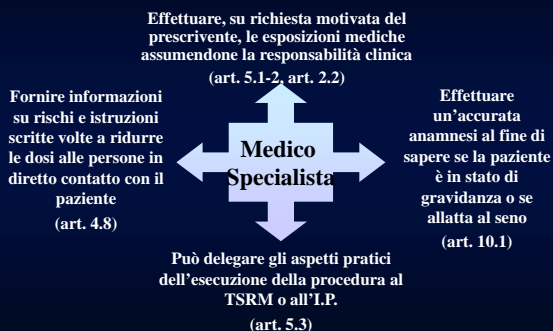 Effettuare, su richiesta motivata del
prescrivente, le esposizioni mediche
assumendone la responsabilità clinica
(art. 5.1-2, art. 2.2)
Fornire informazioni
su rischi e istruzioni
scritte volte a ridurre
le dosi alle persone in
diretto contatto con il
paziente
(art. 4.8)
Medico
Specialista
Effettuare
un'accurata
anamnesi al fine di
sapere se la paziente
è in stato di
gravidanza o se
allatta al seno
(art. 10.1)
Può delegare gli aspetti pratici
dell'esecuzione della procedura al
TSRM o all'I.P.
(art. 5.3)